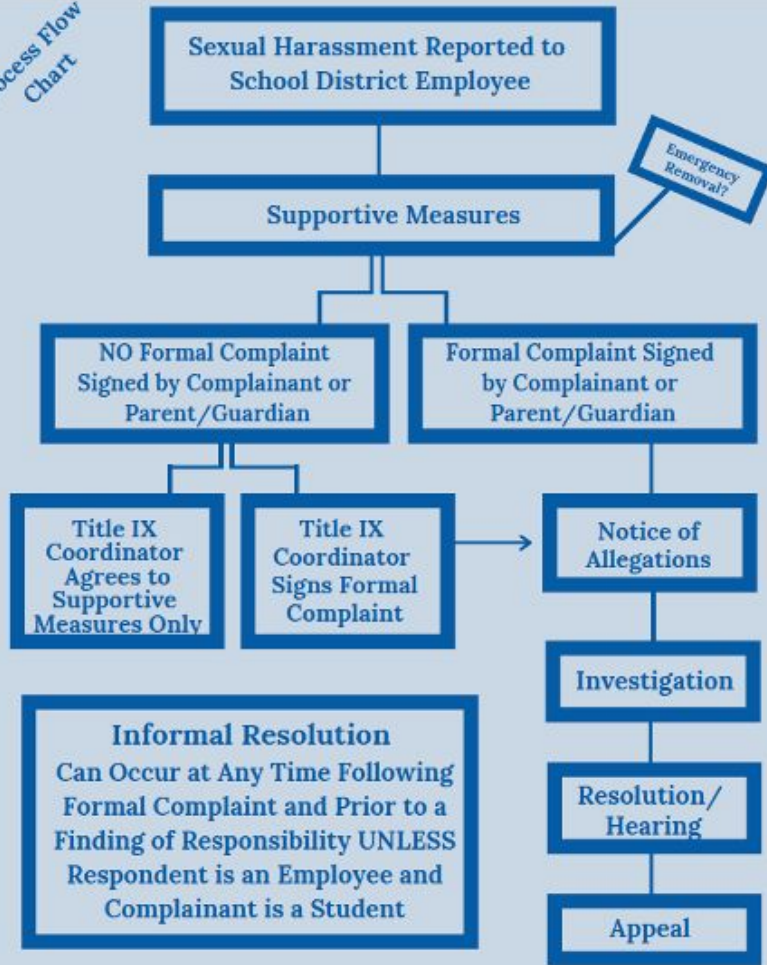 Flow
Chart
Sexual Harassment Reported to
School District Employee
Emergency
Removal?
Supportive Measures
NO Formal Complaint
Signed by Complainant or
Parent/Guardian
Formal Complaint Signed
by Complainant or
Parent/Guardian
Title IX
Coordinator
Agrees to
Supportive
Measures Only
Title IX
Coordinator
Signs Formal
Complaint
Notice of
Allegations
Investigation
Informal Resolution
Can Occur at Any Time Following
Formal Complaint and Prior to a
Finding of Responsibility UNLESS
Respondent is an Employee and
Complainant is a Student
Resolution/
Hearing
Appeal